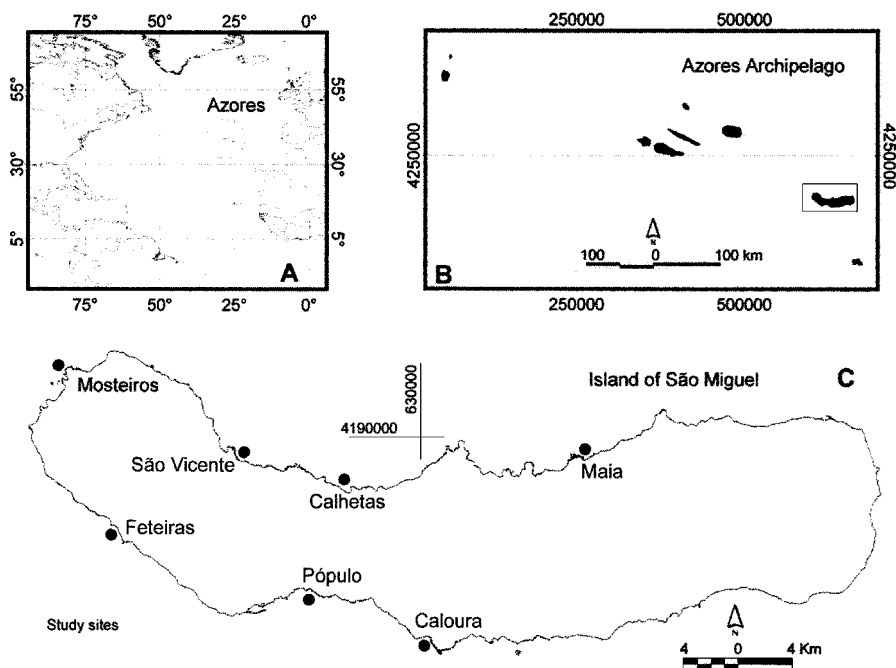 75° 50° 25° 0°
55° 55°
Azores
30° 30°
5° 5°
A
75° 50° 25° 0°
250000 500000
Azores Archipelago
4250000 4250000
N
100 0 100 km
B
250000 500000
Island of São Miguel C
630000
4190000
Mosteiros
São Vicente
Calhetas
Maia
Feteiras
Pópulo
Caloura
Study sites
N
4 0 4 Km